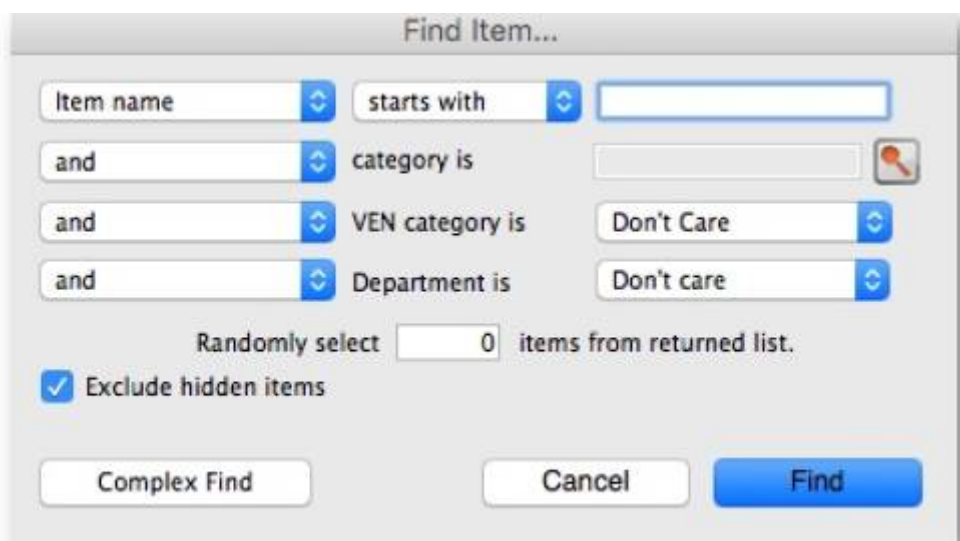 Find Item...
Item name starts with
and category is
and VEN category is Don't Care
and Department is Don't care
Randomly select 0 items from returned list.
Exclude hidden items
Complex Find Cancel Find